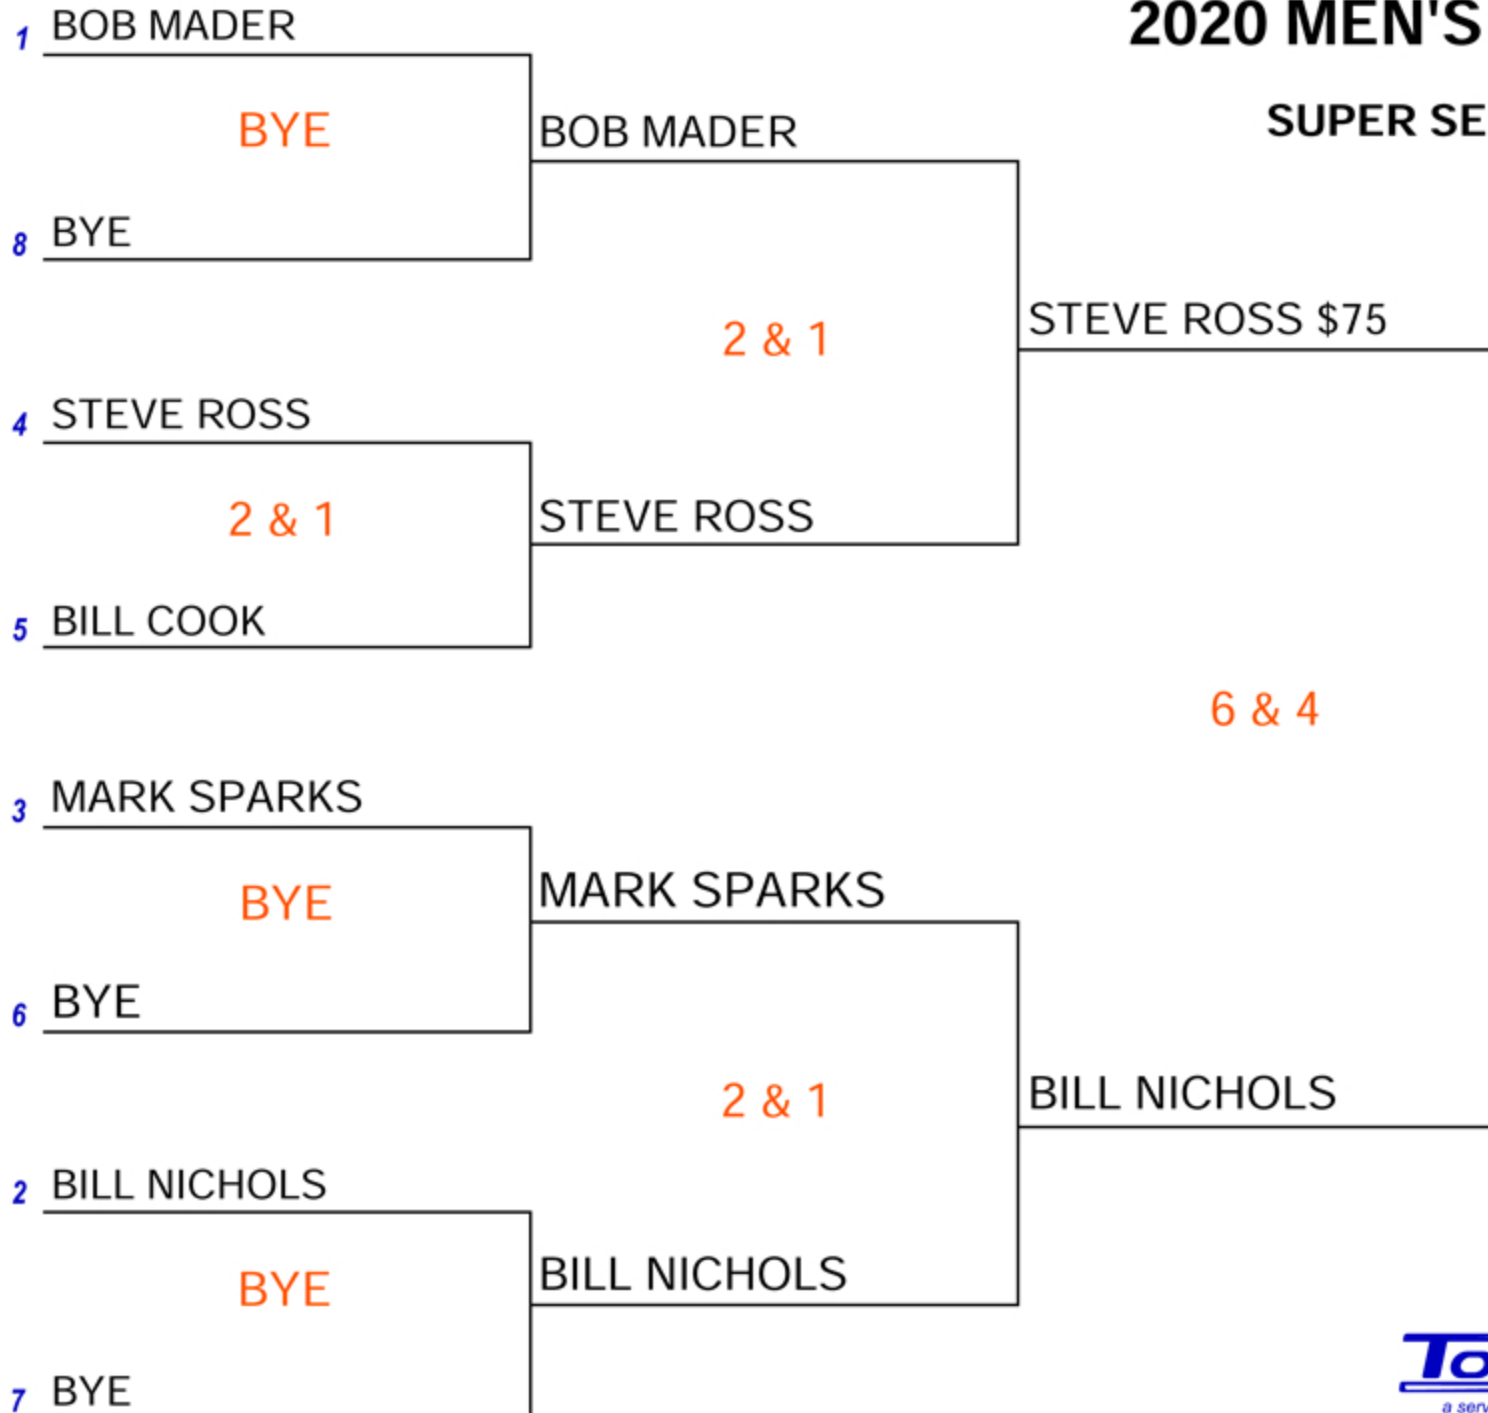 2020 MEN'S
SUPER SE
1 BOB MADER
BYE
BOB MADER
8 BYE
2 & 1
STEVE ROSS $75
4 STEVE ROSS
2 & 1
STEVE ROSS
5 BILL COOK
6 & 4
3 MARK SPARKS
BYE
MARK SPARKS
6 BYE
2 & 1
BILL NICHOLS
2 BILL NICHOLS
BYE
BILL NICHOLS
7 BYE
To
a serv